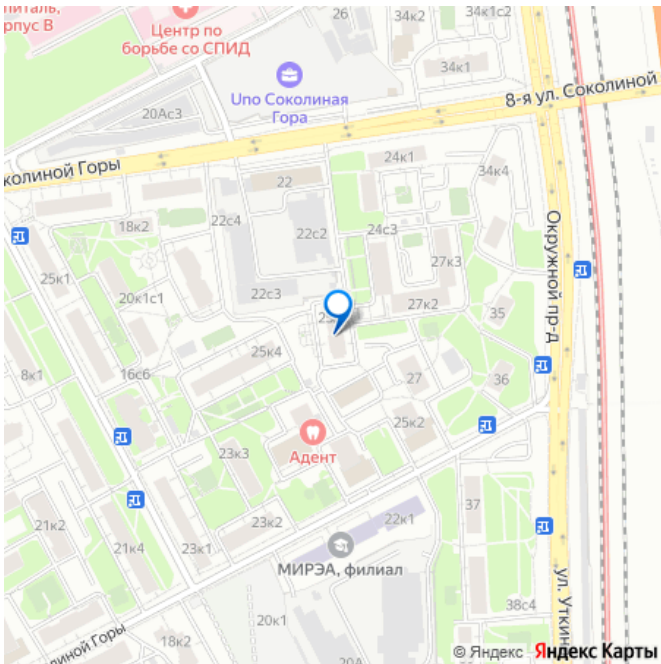 питаль,
рпус В
Центр по
борьбе со СПИД
26
34к2
34к1с2
34к1
Uno Соколиная
Гора
20Ас3
8-я ул. Соколиной
колиной Горы
22
24к1
34к4
18к2
22с4
22с2
24с3
Окружной пр-д
25к1
20к1с1
22с3
27к3
27к2
35
25к4
8к1
16с6
27
36
25к2
Адент
23к3
37
21к2
21к4
23к1
23к2
22к1
МИРЭА, филиал
ул. Уткин
38с4
20к1
иной Горы
18к2
20А
© Яндекс Яндекс Карты